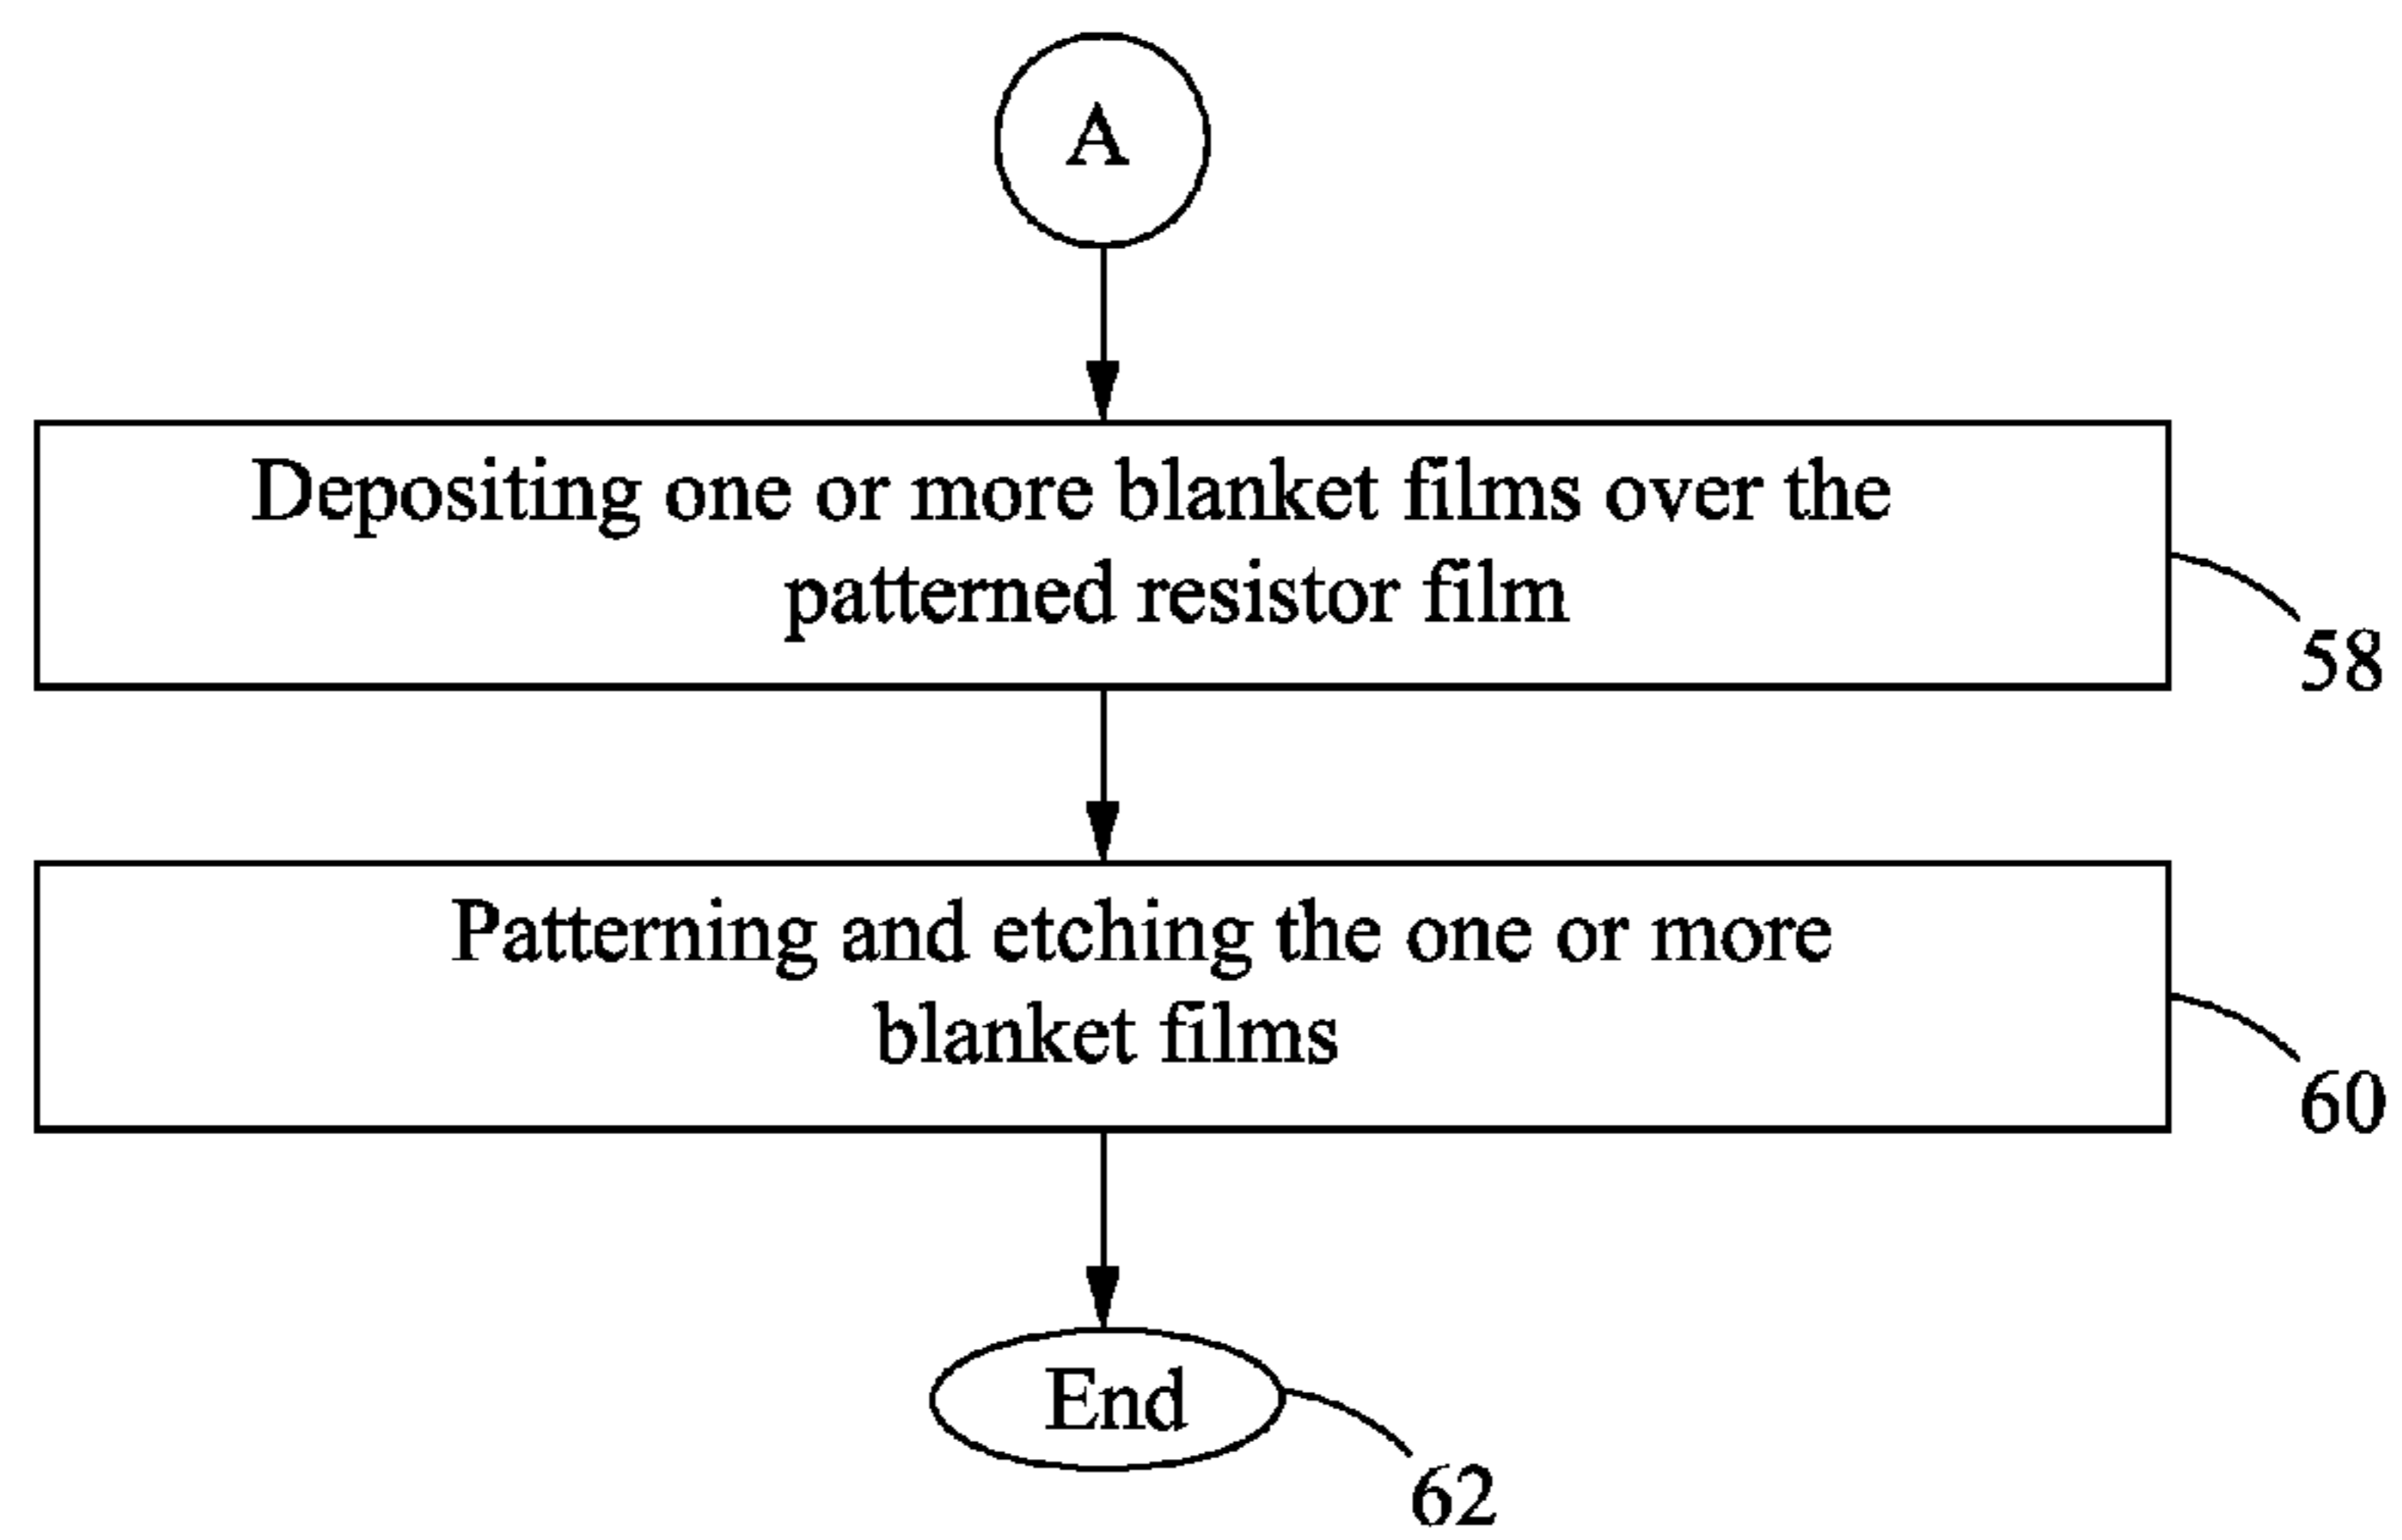 A
Depositing one or more blanket films over the
patterned resistor film
58
Patterning and etching the one or more
blanket films
60
End
62